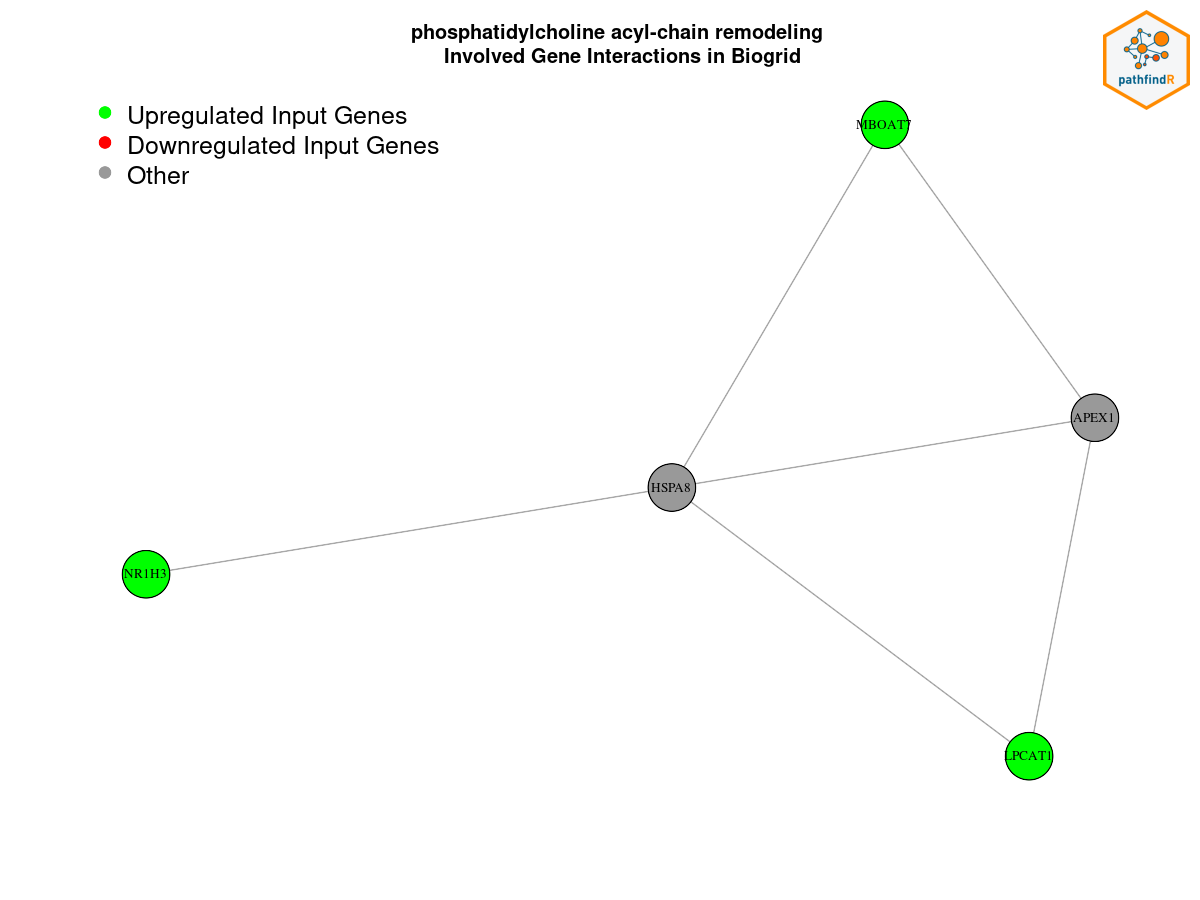 phosphatidylcholine acyl-chain remodeling
Involved Gene Interactions in Biogrid
pathfindR
Upregulated Input Genes
Downregulated Input Genes
Other
MBOAT7
APEX1
HSPA8
NR1H3
LPCAT1